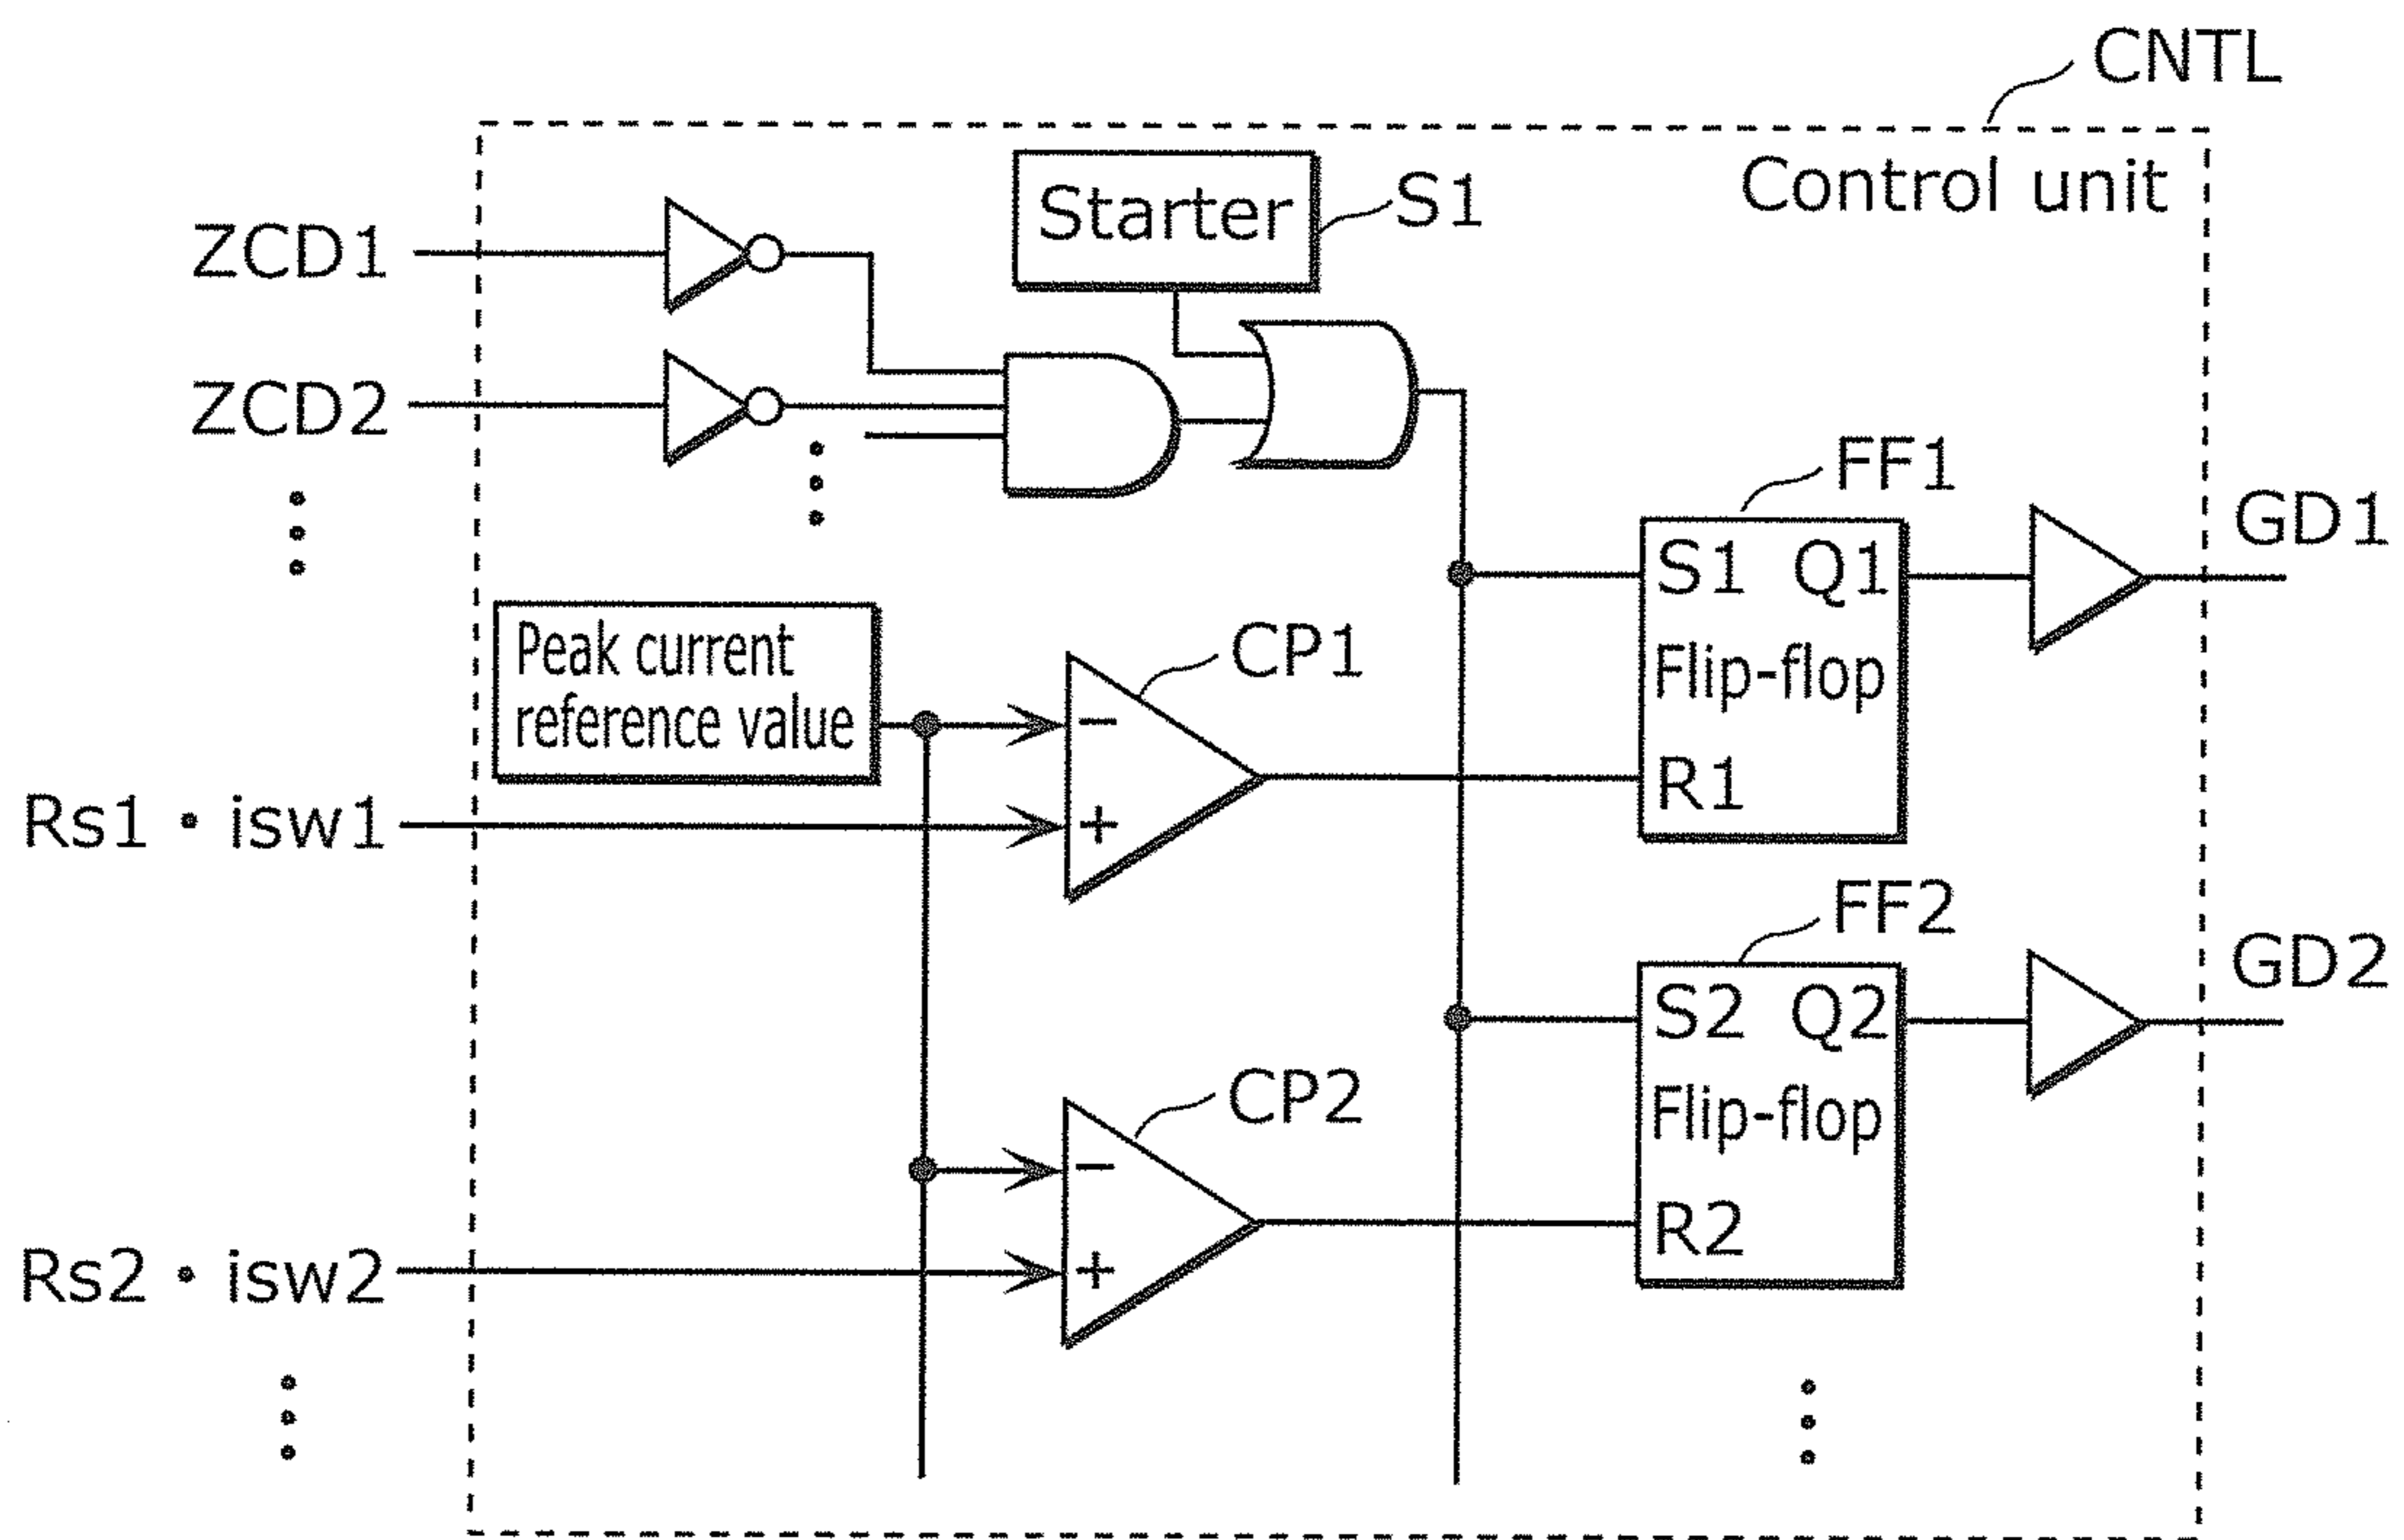 CNTL
Control unit
Starter
S1
ZCD1
ZCD2
FF1
S1 Q1
Flip-flop
R1
GD1
Peak current
reference value
CP1
Rs1・isw1
FF2
S2 Q2
Flip-flop
R2
GD2
CP2
Rs2・isw2